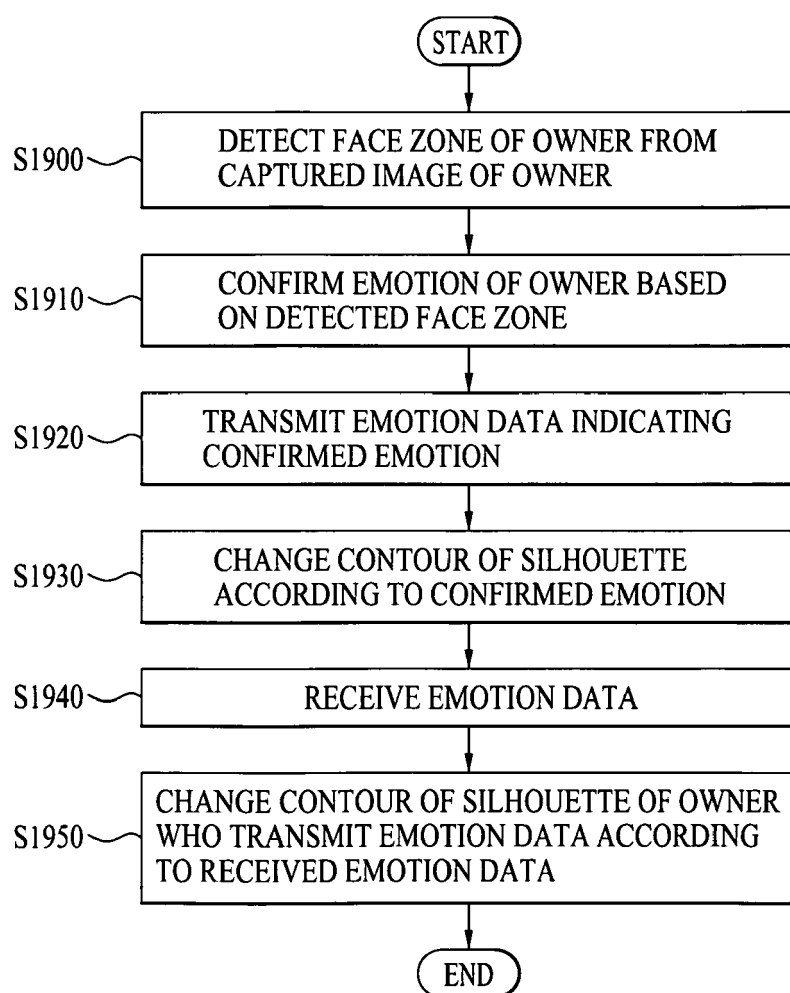 START
S1900
DETECT FACE ZONE OF OWNER FROM
CAPTURED IMAGE OF OWNER
S1910
CONFIRM EMOTION OF OWNER BASED
ON DETECTED FACE ZONE
S1920
TRANSMIT EMOTION DATA INDICATING
CONFIRMED EMOTION
S1930
CHANGE CONTOUR OF SILHOUETTE
ACCORDING TO CONFIRMED EMOTION
S1940
RECEIVE EMOTION DATA
S1950
CHANGE CONTOUR OF SILHOUETTE OF OWNER
WHO TRANSMIT EMOTION DATA ACCORDING
TO RECEIVED EMOTION DATA
END